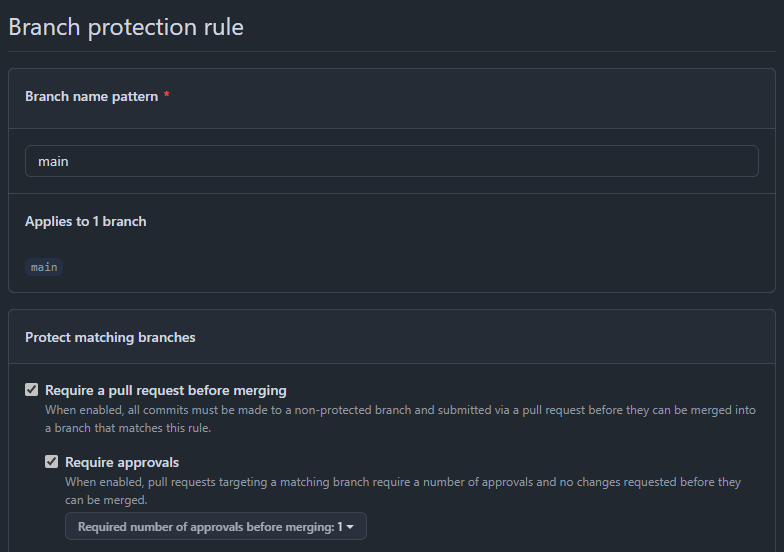 Branch protection rule
Branch name pattern *
main
Applies to 1 branch
main
Protect matching branches
Require a pull request before merging
When enabled, all commits must be made to a non-protected branch and submitted via a pull request before they can be merged into
a branch that matches this rule.
Require approvals
When enabled, pull requests targeting a matching branch require a number of approvals and no changes requested before they
can be merged.
Required number of approvals before merging: 1